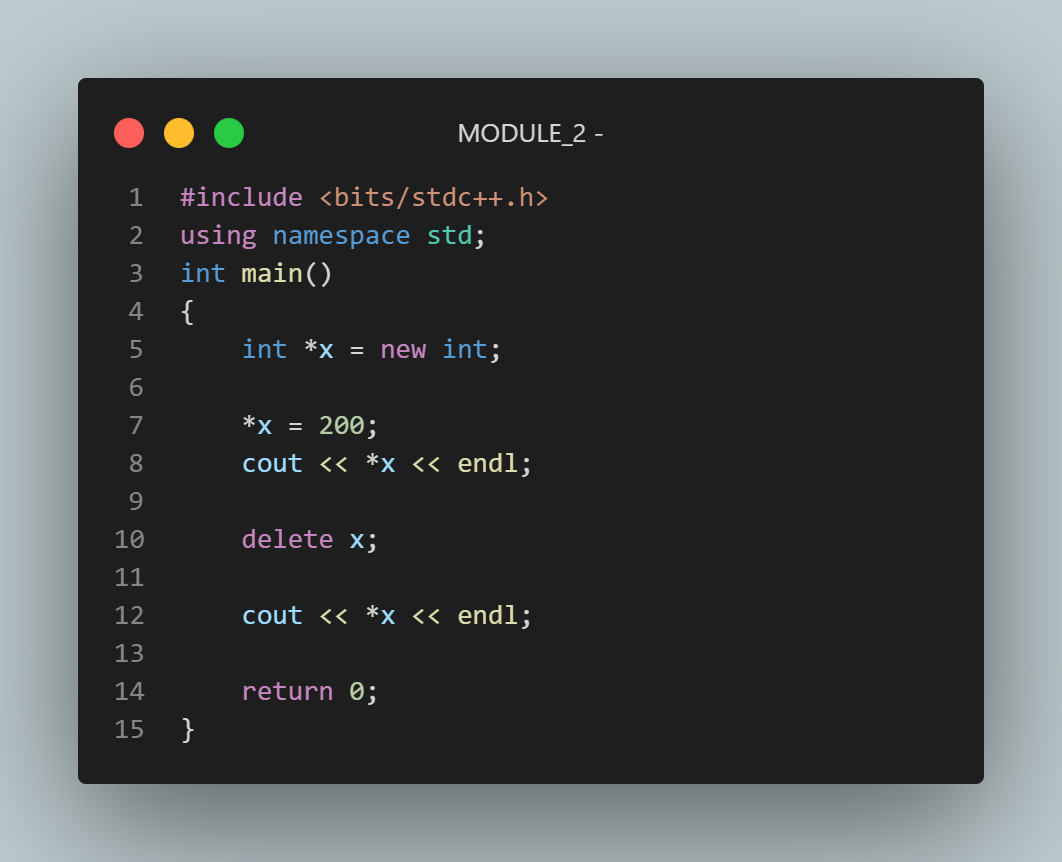 MODULE_2 -
1 #include <bits/stdc++.h>
2 using namespace std;
3 int main()
4 {
5     int *x = new int;
6
7     *x = 200;
8     cout << *x << endl;
9
10     delete x;
11
12     cout << *x << endl;
13
14     return 0;
15 }